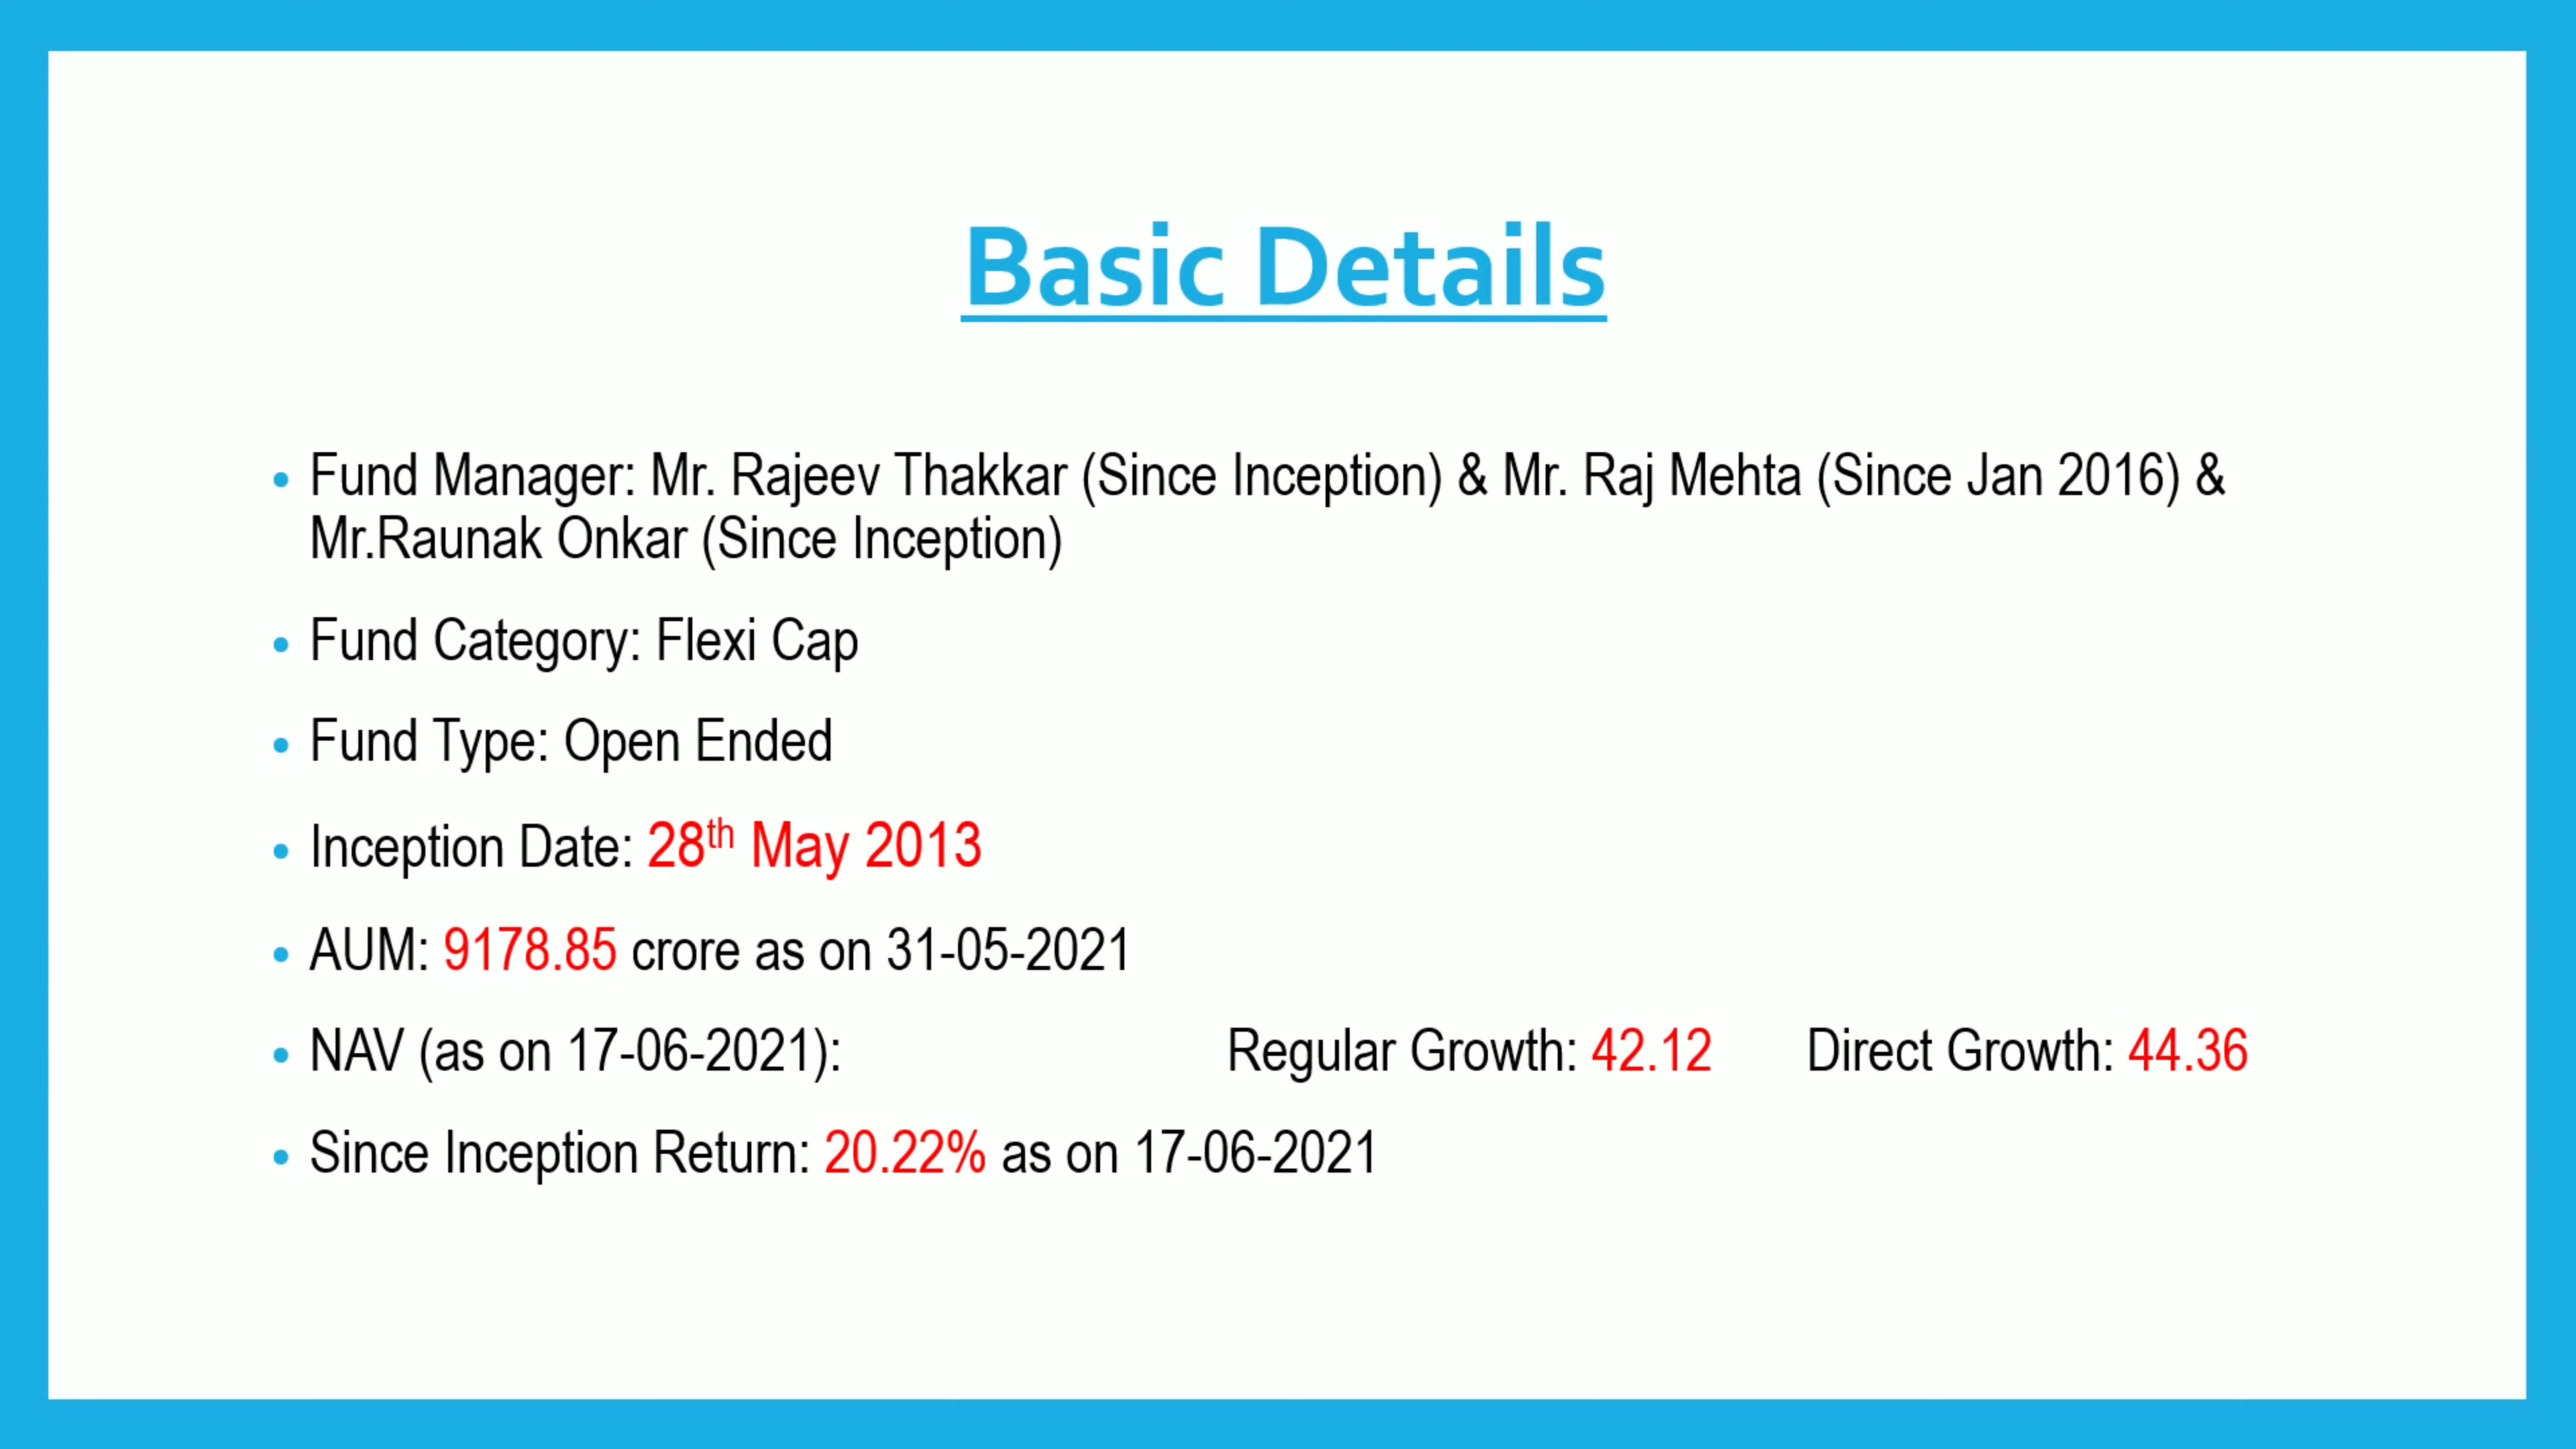 Basic Details
• Fund Manager: Mr. Rajeev Thakkar (Since Inception) & Mr. Raj Mehta (Since Jan 2016) &
Mr.Raunak Onkar (Since Inception)
• Fund Category: Flexi Cap
• Fund Type: Open Ended
• Inception Date: 28th May 2013
• AUM: 9178.85 crore as on 31-05-2021
• NAV (as on 17-06-2021): Regular Growth: 42.12 Direct Growth: 44.36
• Since Inception Return: 20.22% as on 17-06-2021